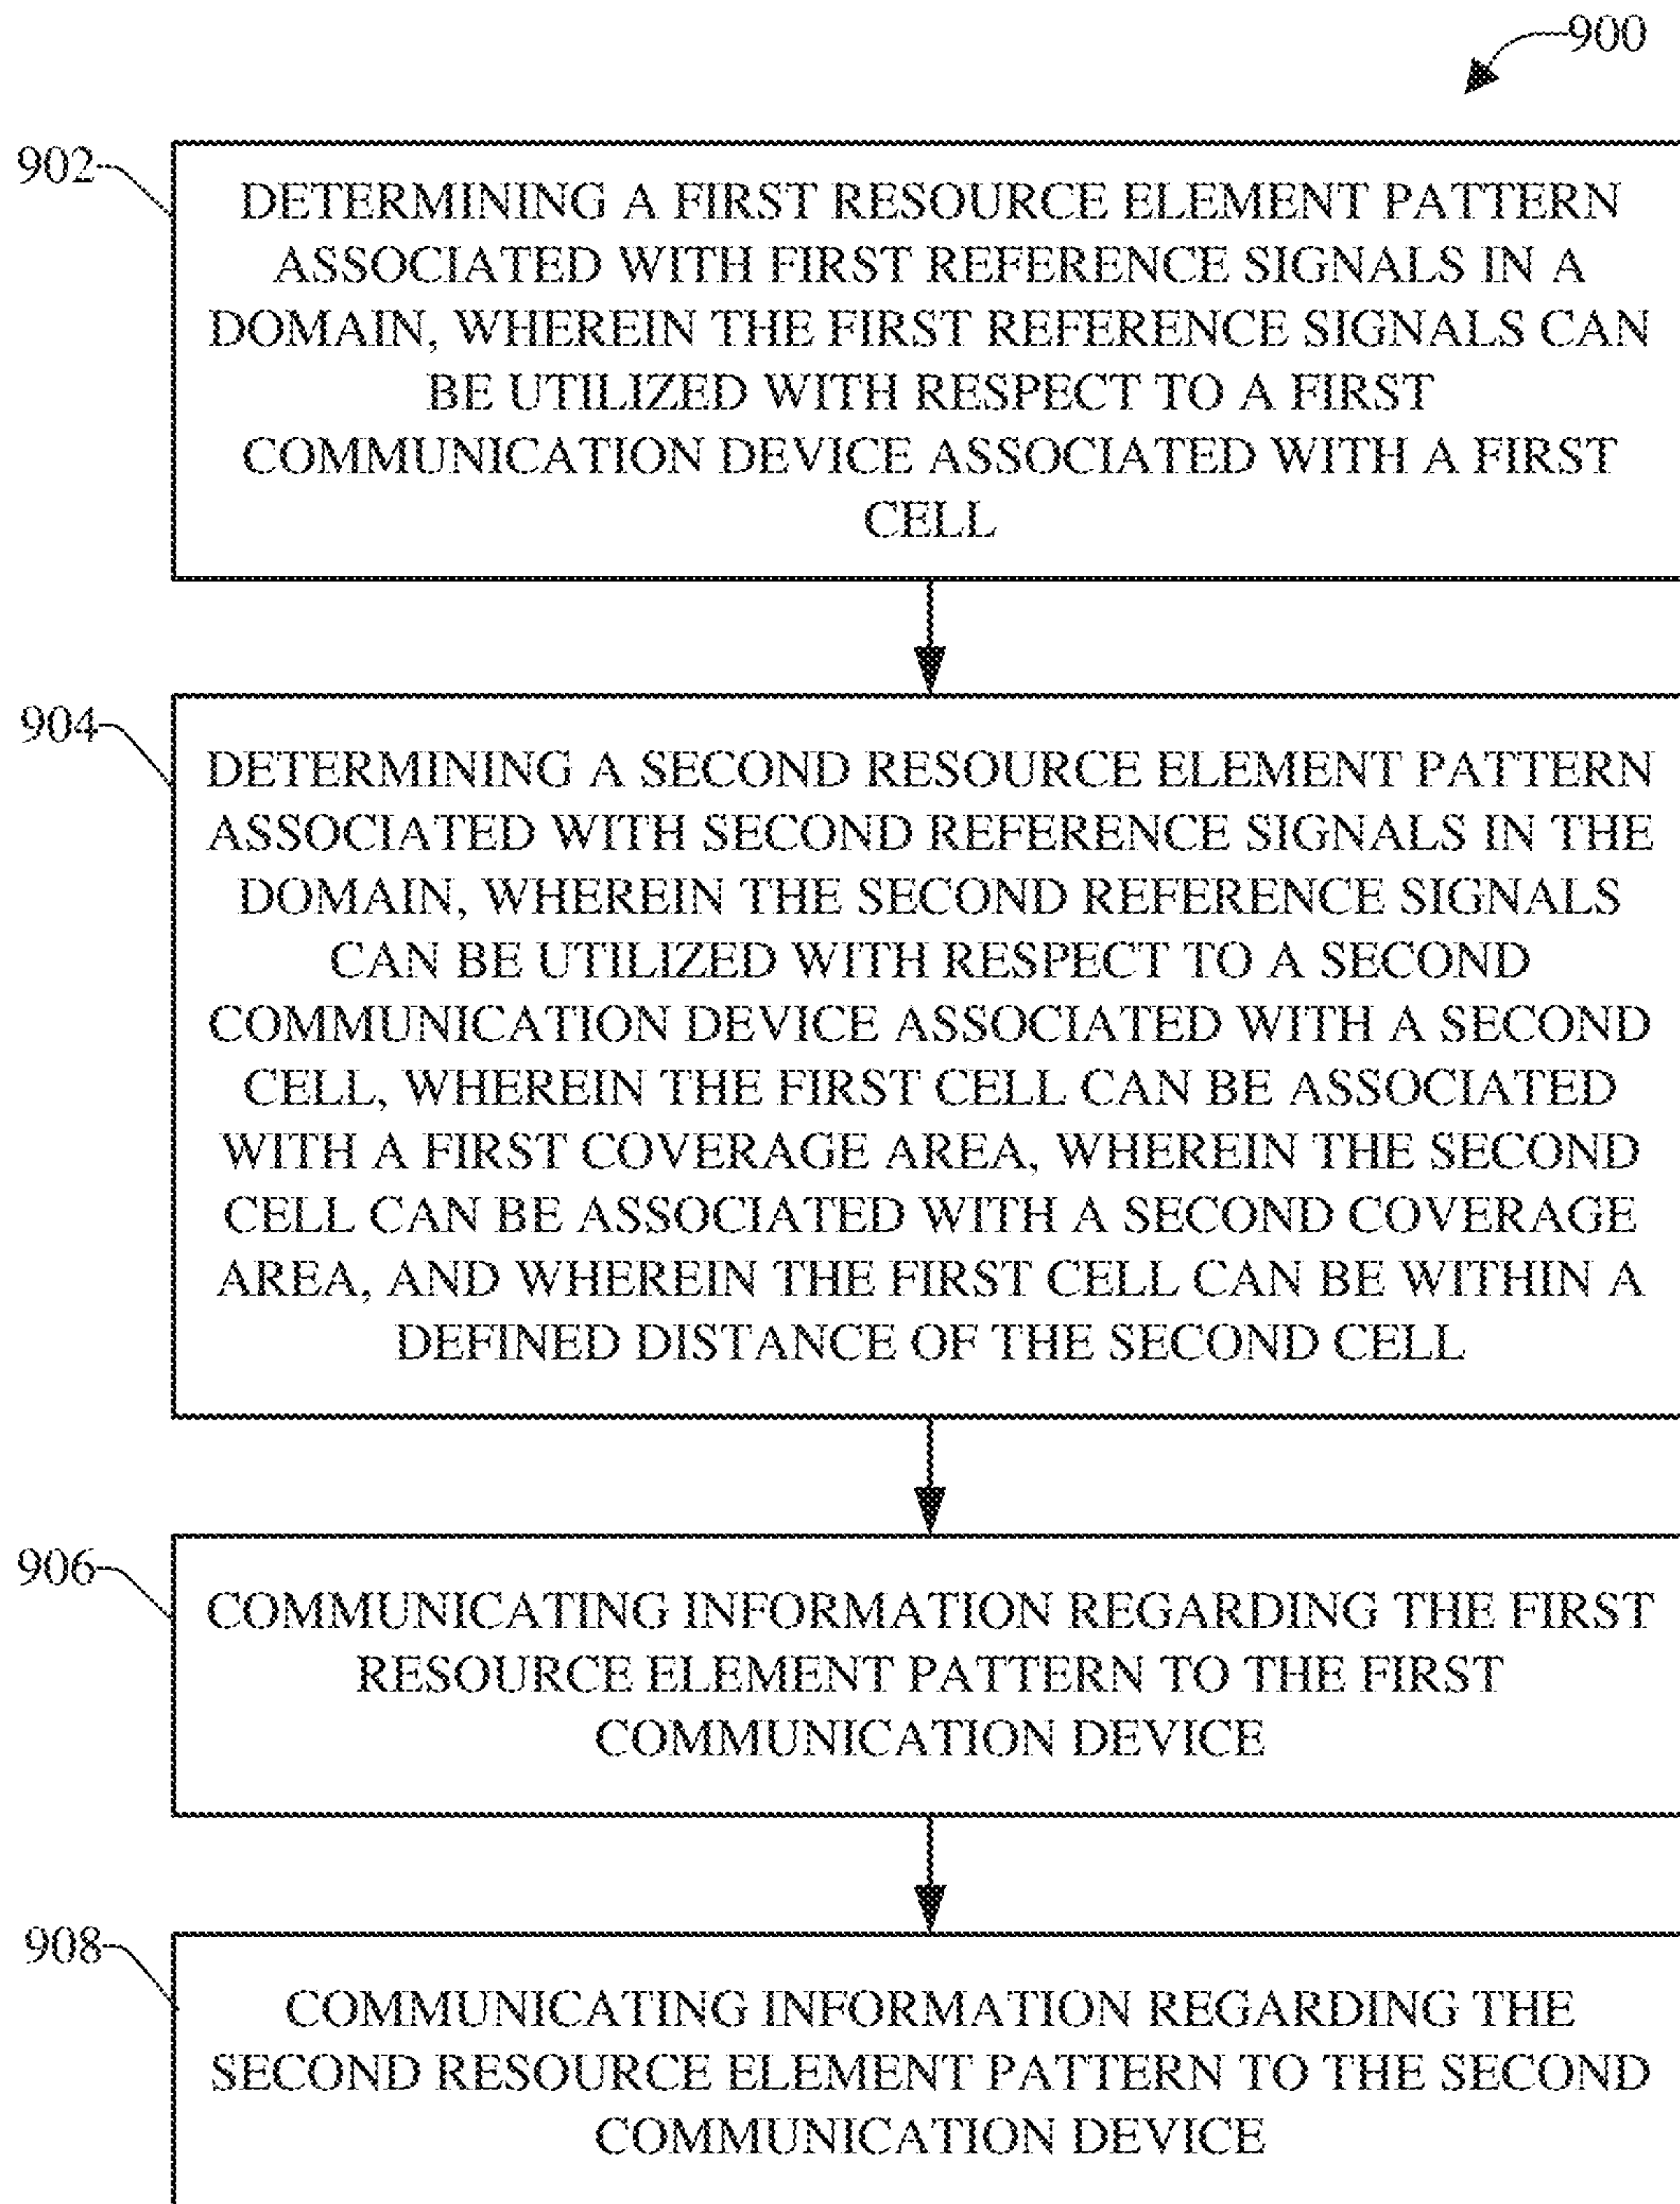 900
902
DETERMINING A FIRST RESOURCE ELEMENT PATTERN
ASSOCIATED WITH FIRST REFERENCE SIGNALS IN A
DOMAIN, WHEREIN THE FIRST REFERENCE SIGNALS CAN
BE UTILIZED WITH RESPECT TO A FIRST
COMMUNICATION DEVICE ASSOCIATED WITH A FIRST
CELL
904
DETERMINING A SECOND RESOURCE ELEMENT PATTERN
ASSOCIATED WITH SECOND REFERENCE SIGNALS IN THE
DOMAIN, WHEREIN THE SECOND REFERENCE SIGNALS
CAN BE UTILIZED WITH RESPECT TO A SECOND
COMMUNICATION DEVICE ASSOCIATED WITH A SECOND
CELL, WHEREIN THE FIRST CELL CAN BE ASSOCIATED
WITH A FIRST COVERAGE AREA, WHEREIN THE SECOND
CELL CAN BE ASSOCIATED WITH A SECOND COVERAGE
AREA, AND WHEREIN THE FIRST CELL CAN BE WITHIN A
DEFINED DISTANCE OF THE SECOND CELL
906
COMMUNICATING INFORMATION REGARDING THE FIRST
RESOURCE ELEMENT PATTERN TO THE FIRST
COMMUNICATION DEVICE
908
COMMUNICATING INFORMATION REGARDING THE
SECOND RESOURCE ELEMENT PATTERN TO THE SECOND
COMMUNICATION DEVICE